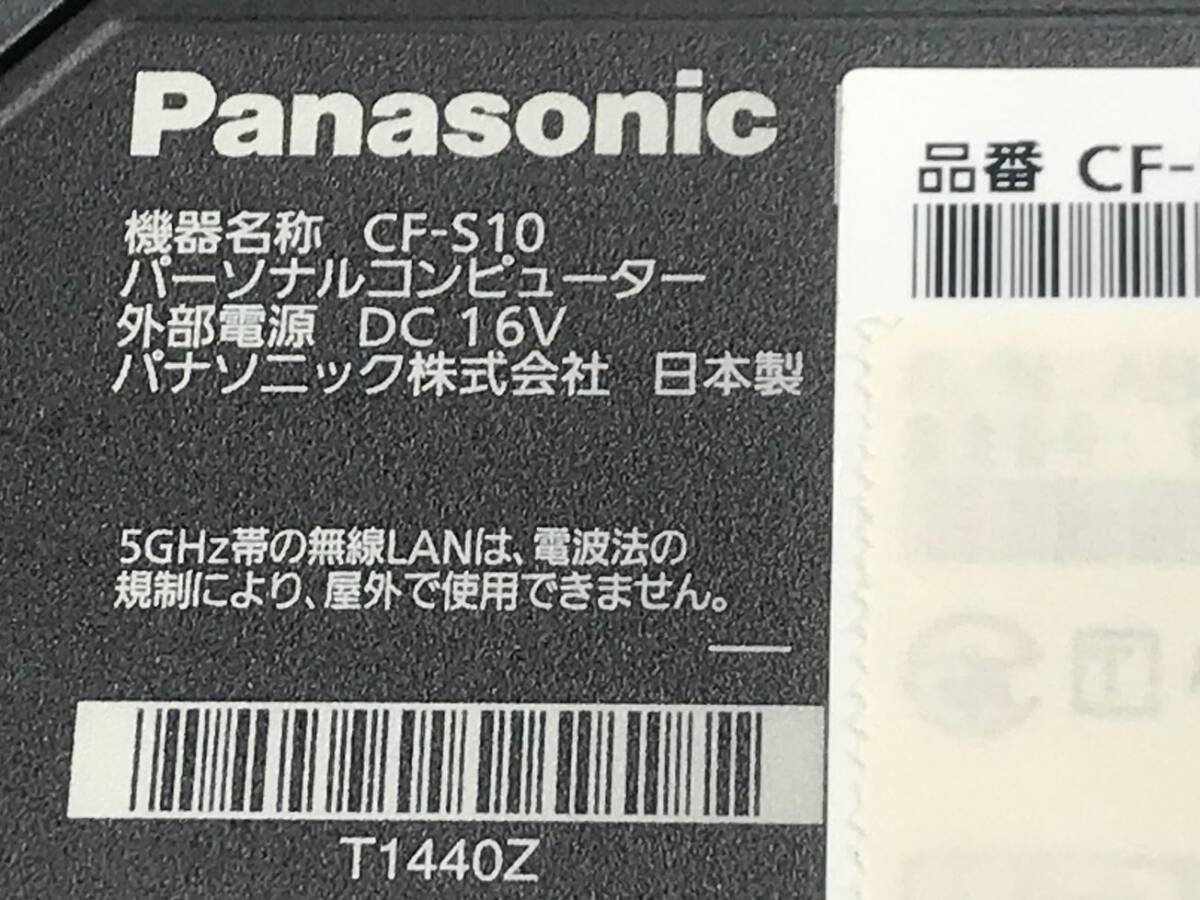 Panasonic
機器名称 CF-S10
パーソナルコンピューター
外部電源 DC 16V
パナソニック株式会社 日本製
5GHz帯の無線LANは、電波法の
規制により、屋外で使用できません。
T1440Z
品番 CF-